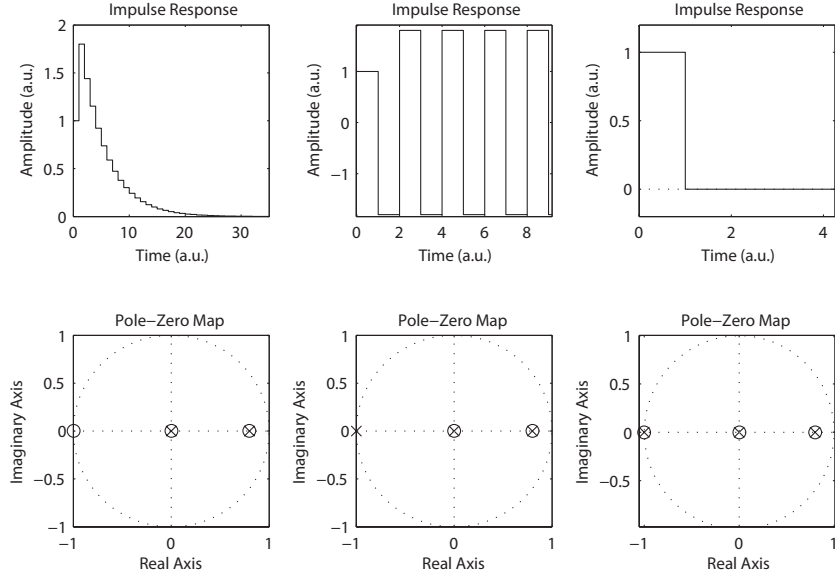 Impulse Response
Amplitude (a.u.)
2
1.5
1
0.5
0
0 10 20 30
Time (a.u.)
Impulse Response
Amplitude (a.u.)
1
0
−1
0 2 4 6 8
Time (a.u.)
Impulse Response
Amplitude (a.u.)
1
0.5
0
0 2 4
Time (a.u.)
Pole−Zero Map
Imaginary Axis
1
0.5
0
−0.5
−1
−1 0 1
Real Axis
Pole−Zero Map
Imaginary Axis
1
0.5
0
−0.5
−1
−1 0 1
Real Axis
Pole−Zero Map
Imaginary Axis
1
0.5
0
−0.5
−1 0 1
Real Axis